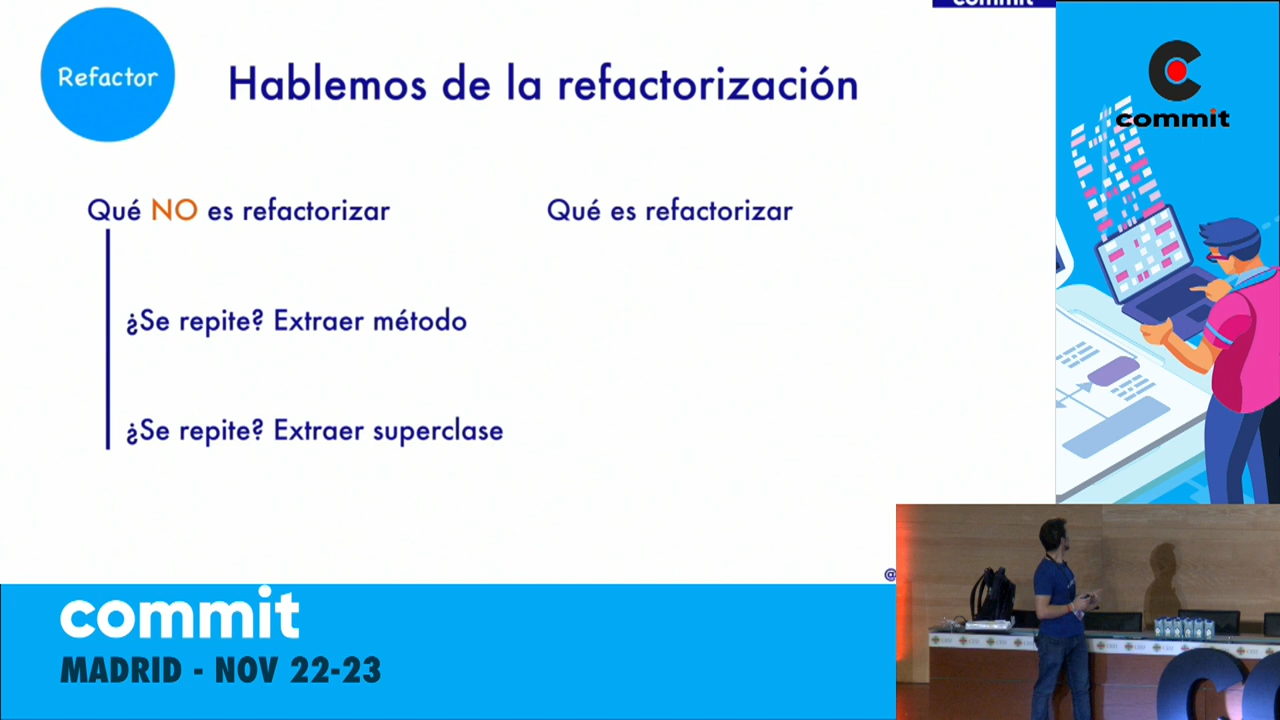 commit
Refactor
Hablemos de la refactorización
commit
Qué NO es refactorizar
Qué es refactorizar
¿Se repite? Extraer método
¿Se repite? Extraer superclase
@
commit
MADRID - NOV 22-23